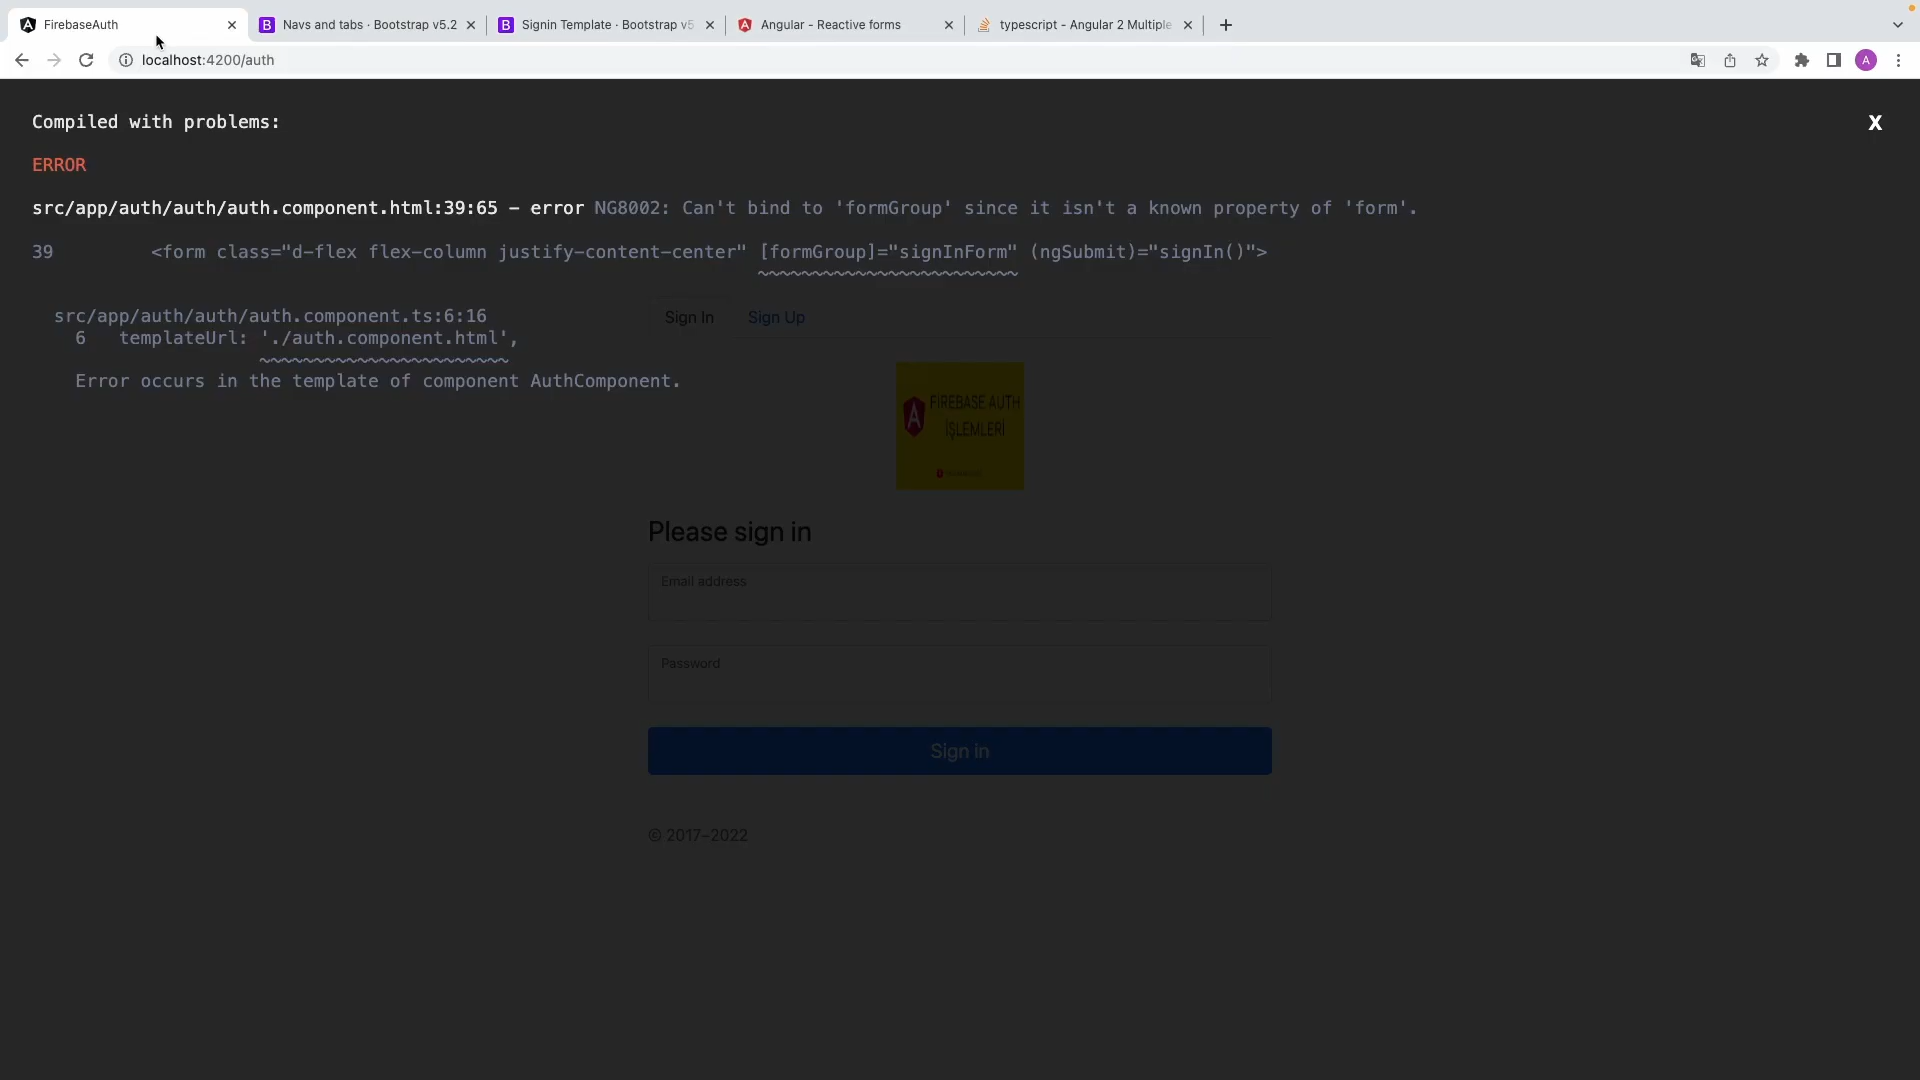 FirebaseAuth
Navs and tabs · Bootstrap v5.2
Signin Template · Bootstrap v5
Angular - Reactive forms
typescript - Angular 2 Multiple
localhost:4200/auth
A
Compiled with problems:
X
ERROR
src/app/auth/auth/auth.component.html:39:65 - error NG8002: Can't bind to 'formGroup' since it isn't a known property of 'form'.
39 <form class="d-flex flex-column justify-content-center" [formGroup]="signInForm" (ngSubmit)="signIn()">
src/app/auth/auth/auth.component.ts:6:16
6 templateUrl: './auth.component.html',
Error occurs in the template of component AuthComponent.
Sign In
Sign Up
FIREBASE AUTH
İŞLEMLERİ
Please sign in
Email address
Password
Sign in
© 2017–2022